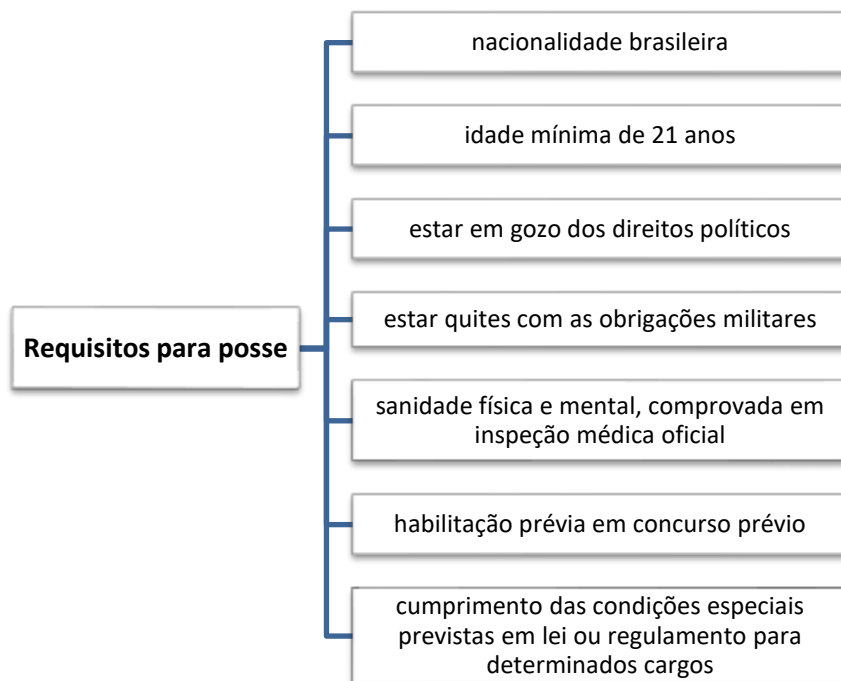 nacionalidade brasileira
idade mínima de 21 anos
estar em gozo dos direitos políticos
estar quites com as obrigações militares
Requisitos para posse
sanidade física e mental, comprovada em
inspeção médica oficial
habilitação prévia em concurso prévio
cumprimento das condições especiais
previstas em lei ou regulamento para
determinados cargos